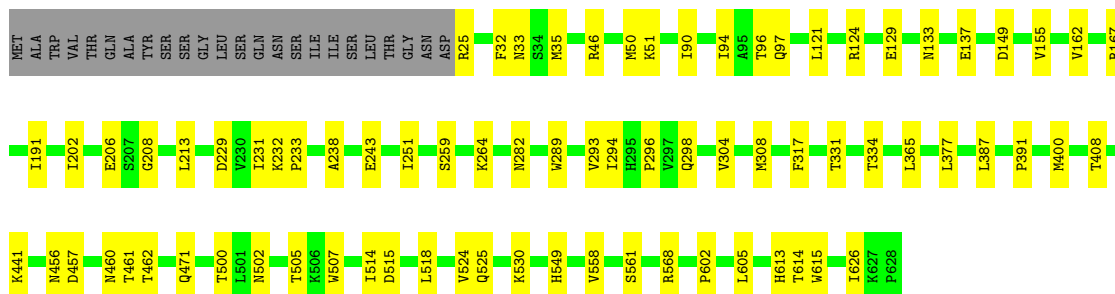 MET ALA TRP VAL THR GLN ALA TYR SER SER GLY LEU SER GLN ASN SER ILE ILE SER LEU THR GLY ASN ASP R25 F32 N33 S34 M35 R46 M50 K51 I90 I94 A95 T96 Q97 L121 R124 E129 N133 E137 D149 V155 V162
I191 I202 E206 S207 G208 L213 D229 V230 I231 K232 P233 A238 E243 I251 S259 K264 N282 W289 V293 I294 H295 P296 V297 Q298 V304 M308 F317 T331 T334 L365 L377 L387 P391 M400 T408
K441 N456 D457 N460 T461 T462 Q471 T500 L501 N502 T505 K506 W507 I514 D515 L518 V524 Q525 K530 H549 V558 S561 R568 P602 L605 H613 T614 W615 I626 K627 P628